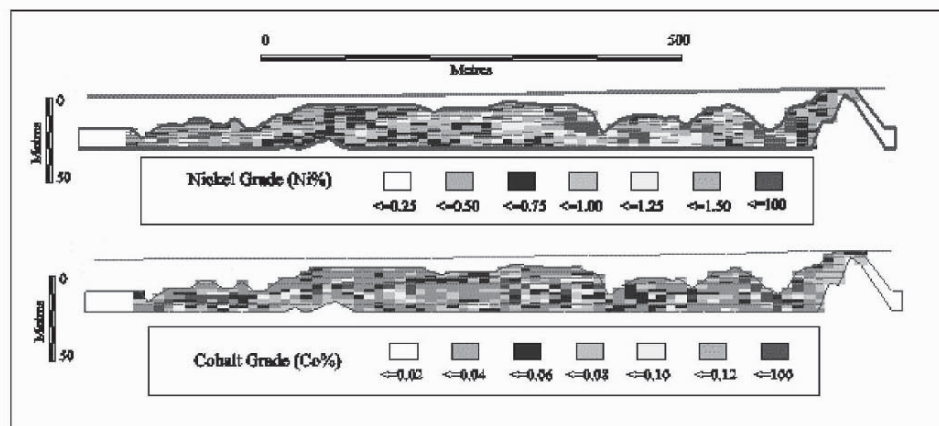 0 500
Metres
0
Metres
50
Nickel Grade (Ni%)
<=0.25 <=0.50 <=0.75 <=1.00 <=1.25 <=1.50 <=100
0
Metres
50
Cobalt Grade (Co%)
<=0.02 <=0.04 <=0.06 <=0.08 <=0.10 <=0.12 <=100